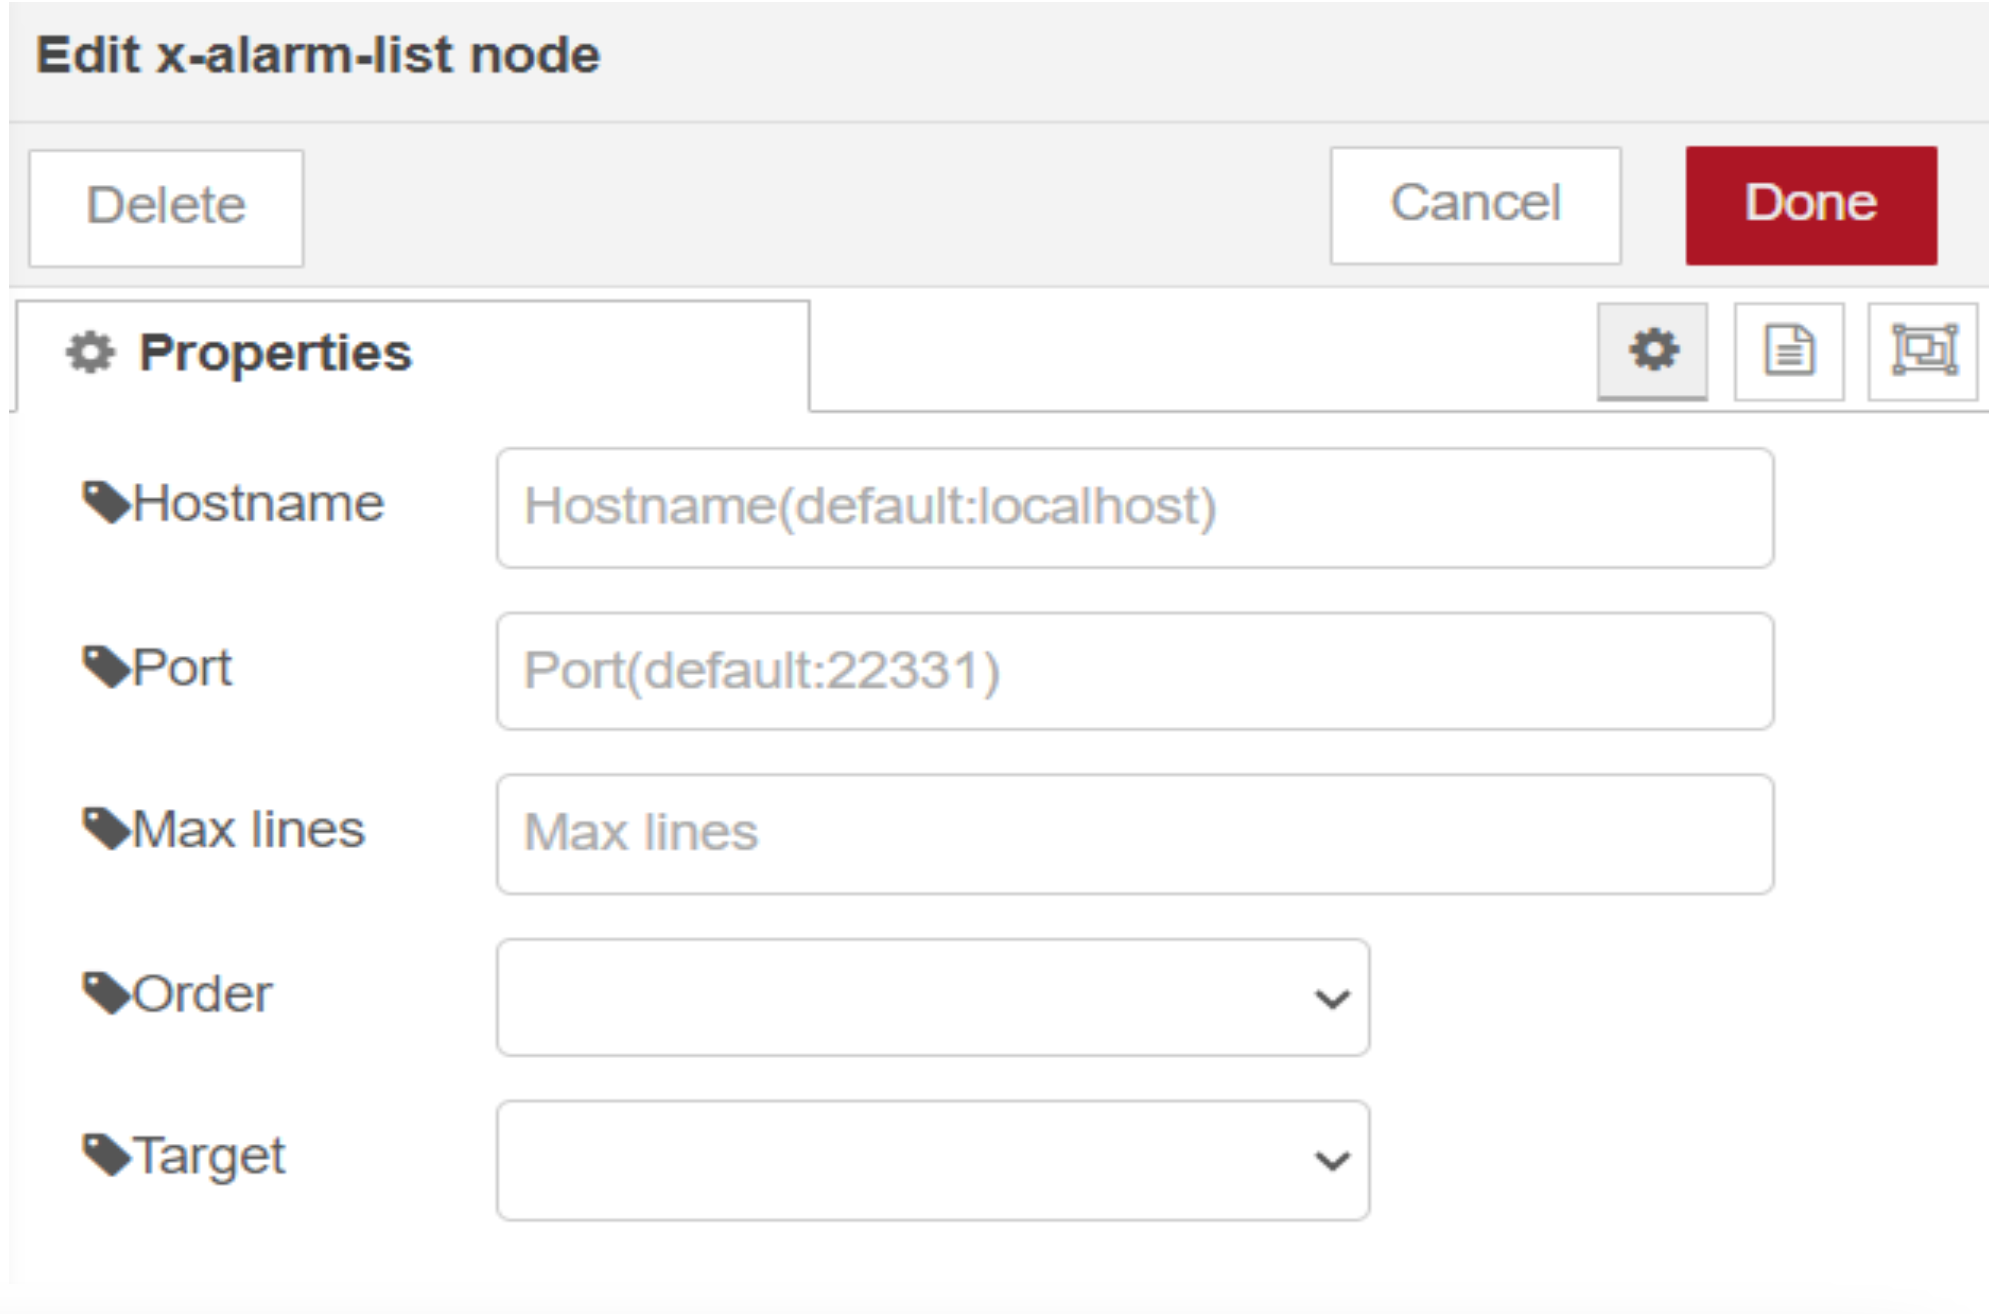 Edit x-alarm-list node
Delete Cancel Done
Properties
Hostname Hostname(default:localhost)
Port Port(default:22331)
Max lines Max lines
Order
Target